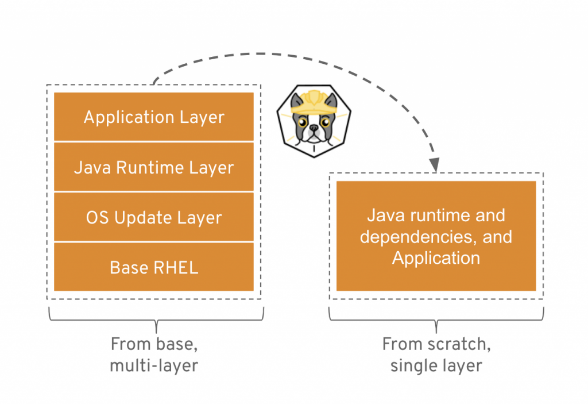 Application Layer
Java Runtime Layer
OS Update Layer
Base RHEL
From base,
multi-layer
Java runtime and
dependencies, and
Application
From scratch,
single layer